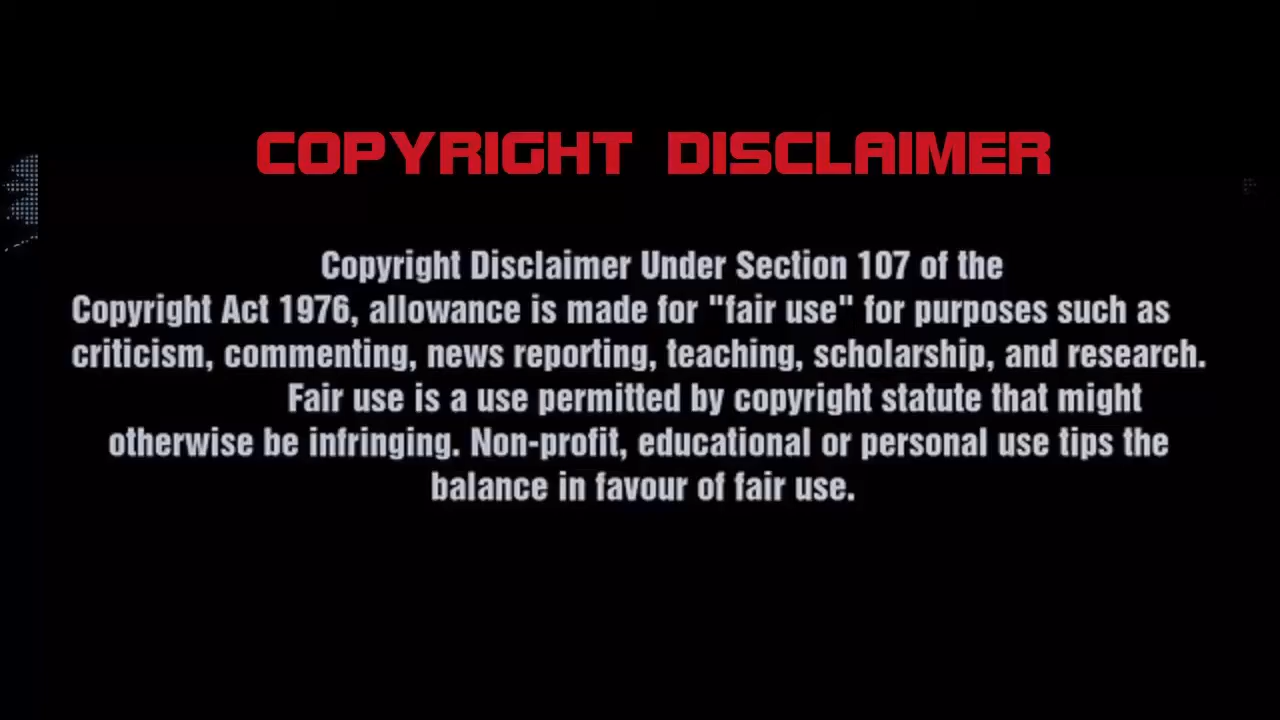 COPYRIGHT DISCLAIMER
Copyright Disclaimer Under Section 107 of the
Copyright Act 1976, allowance is made for "fair use" for purposes such as
criticism, commenting, news reporting, teaching, scholarship, and research.
Fair use is a use permitted by copyright statute that might
otherwise be infringing. Non-profit, educational or personal use tips the
balance in favour of fair use.